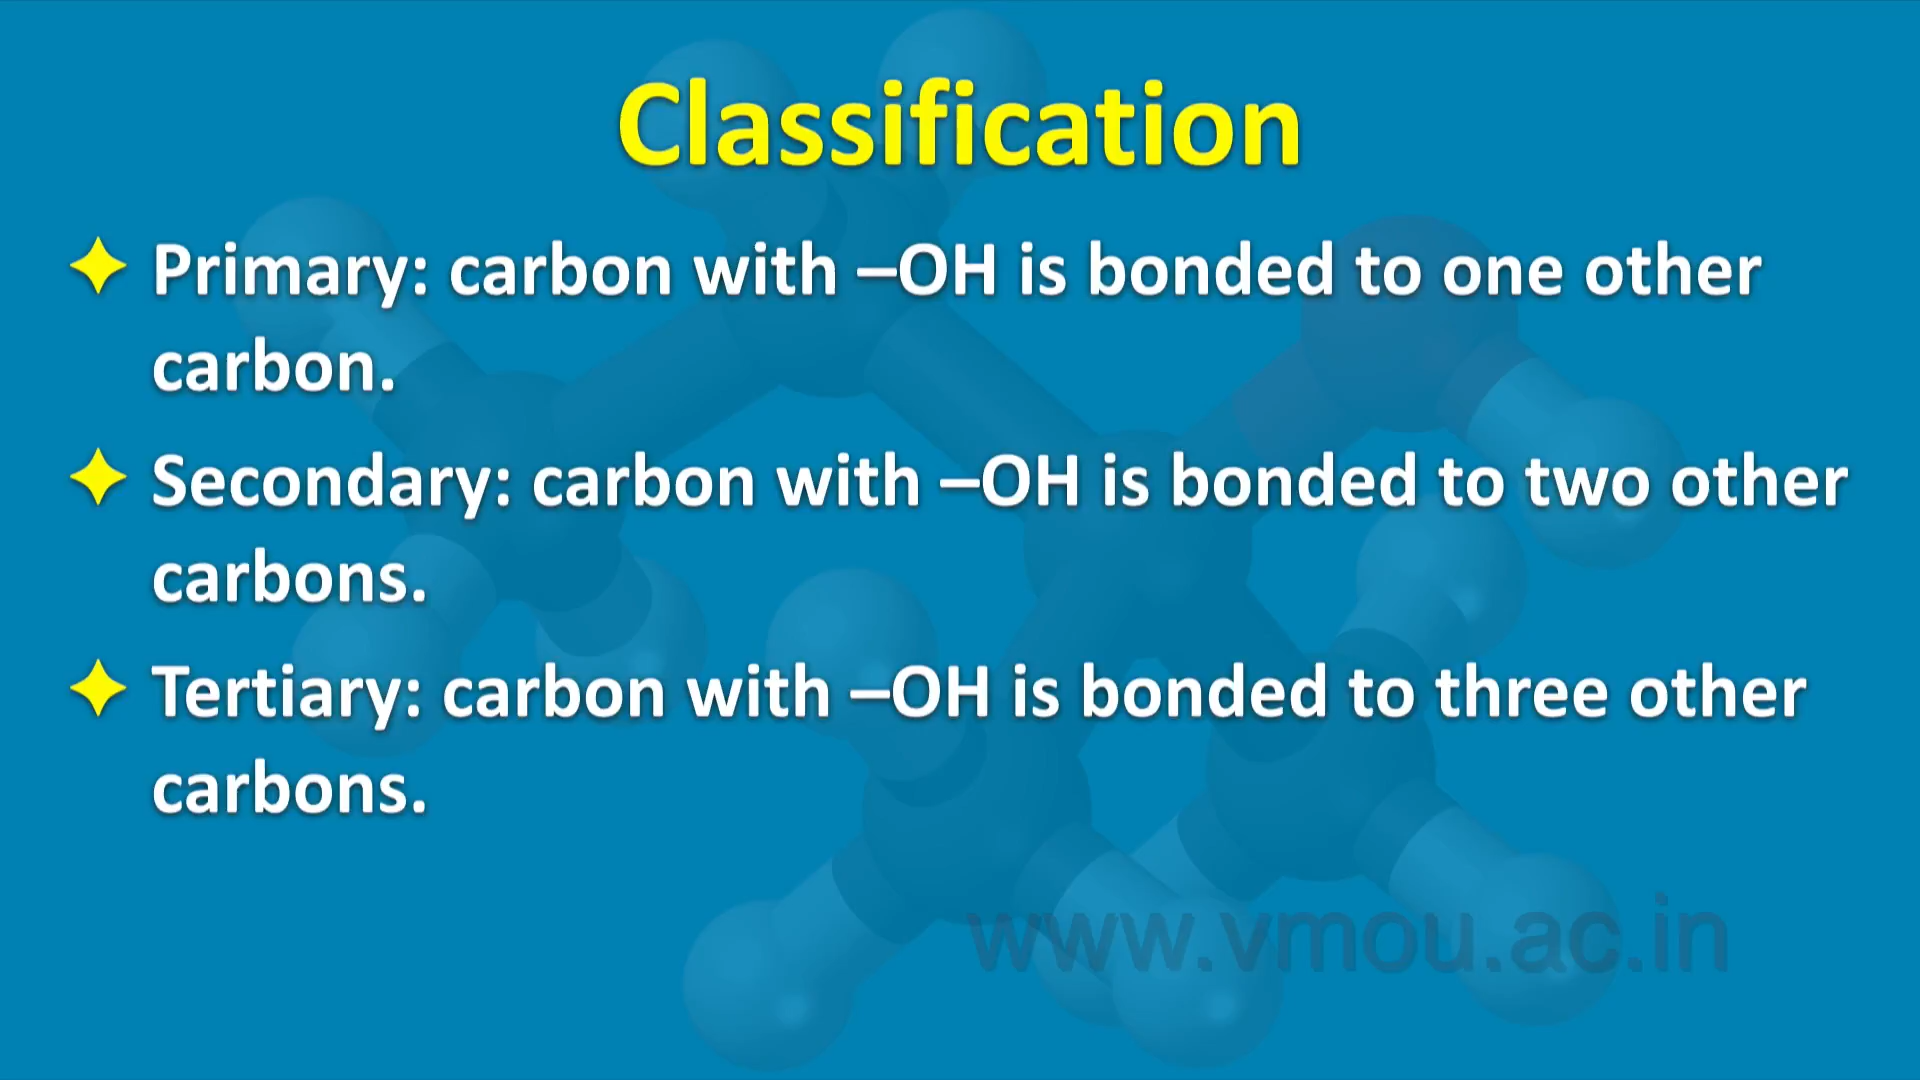 Classification
Primary: carbon with –OH is bonded to one other
carbon.
Secondary: carbon with –OH is bonded to two other
carbons.
Tertiary: carbon with –OH is bonded to three other
carbons.
www.vmou.ac.in